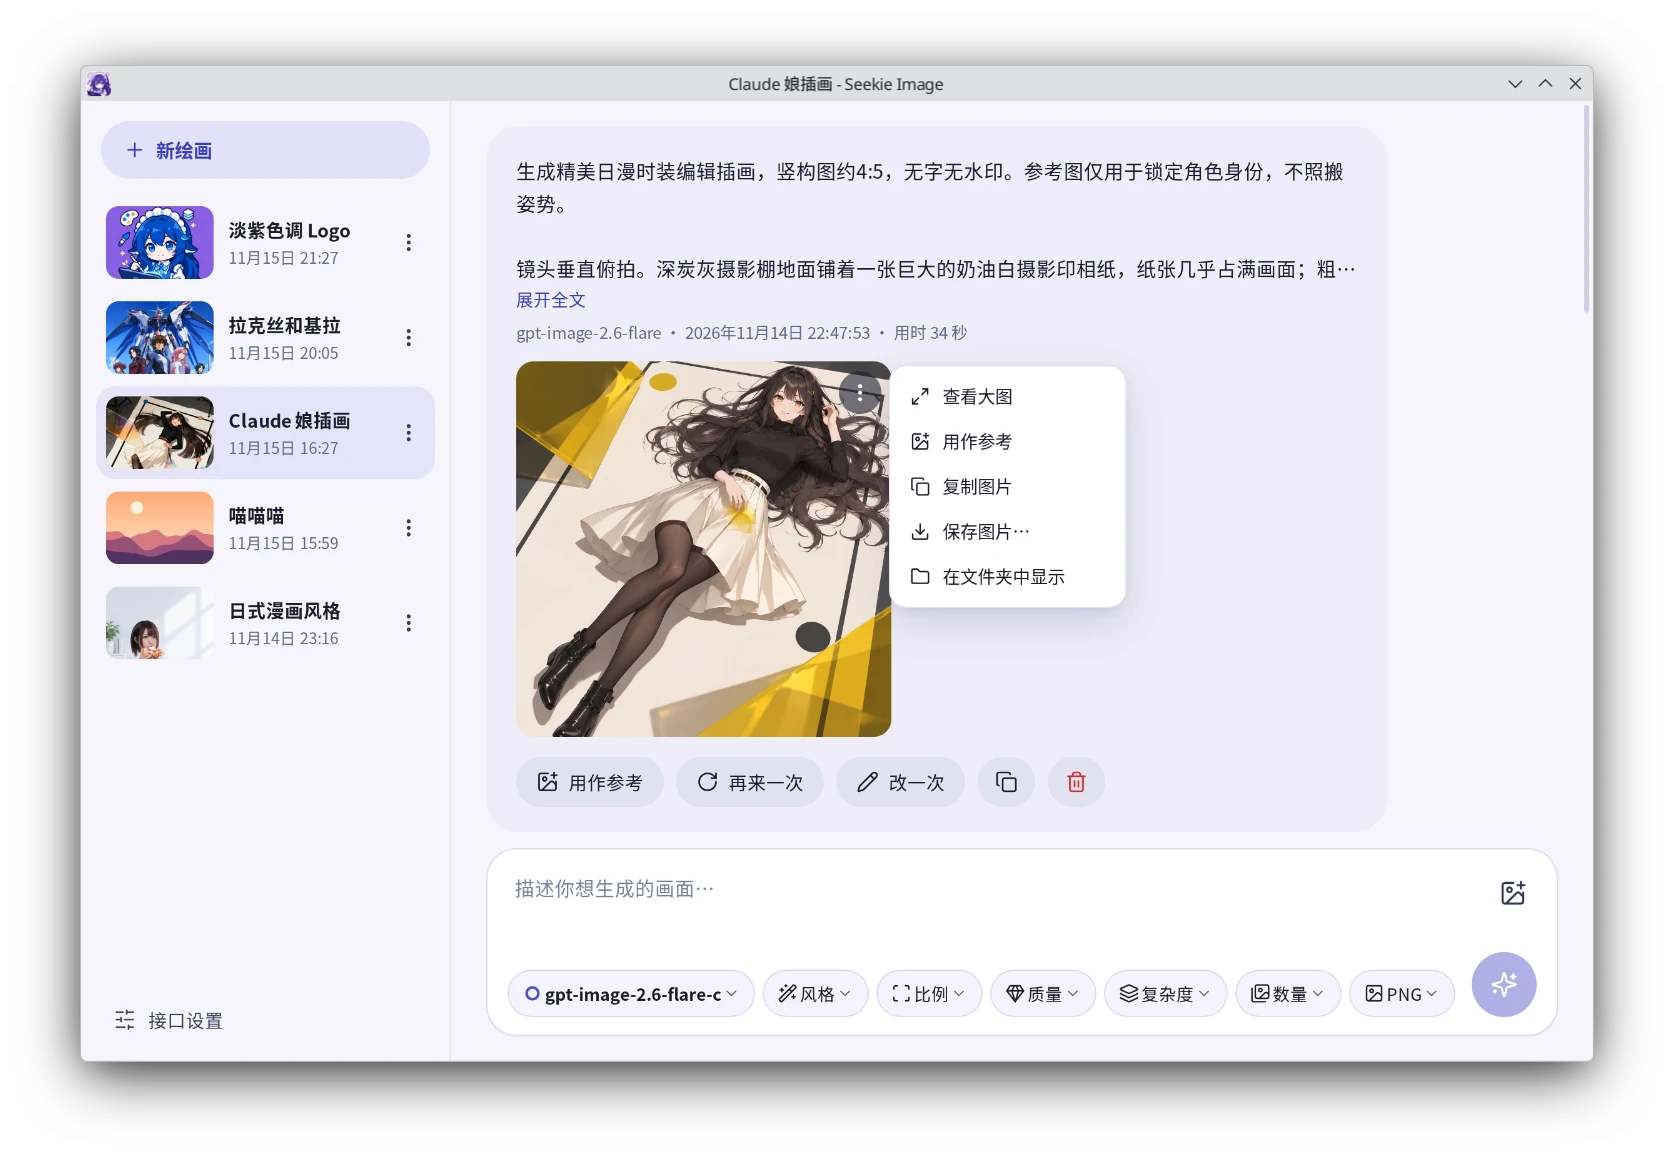 Claude 娘插画 - Seekie Image
新绘画
淡紫色调 Logo
11月15日 21:27
拉克丝和基拉
11月15日 20:05
Claude 娘插画
11月15日 16:27
喵喵喵
11月15日 15:59
日式漫画风格
11月14日 23:16
接口设置
生成精美日漫时装编辑插画，竖构图约4:5，无字无水印。参考图仅用于锁定角色身份，不照搬
姿势。
镜头垂直俯拍。深炭灰摄影棚地面铺着一张巨大的奶油白摄影印相纸，纸张几乎占满画面；粗…
展开全文
gpt-image-2.6-flare • 2026年11月14日 22:47:53 • 用时 34 秒
查看大图
用作参考
复制图片
保存图片…
在文件夹中显示
用作参考
再来一次
改一次
描述你想生成的画面…
gpt-image-2.6-flare-c
风格
比例
质量
复杂度
数量
PNG